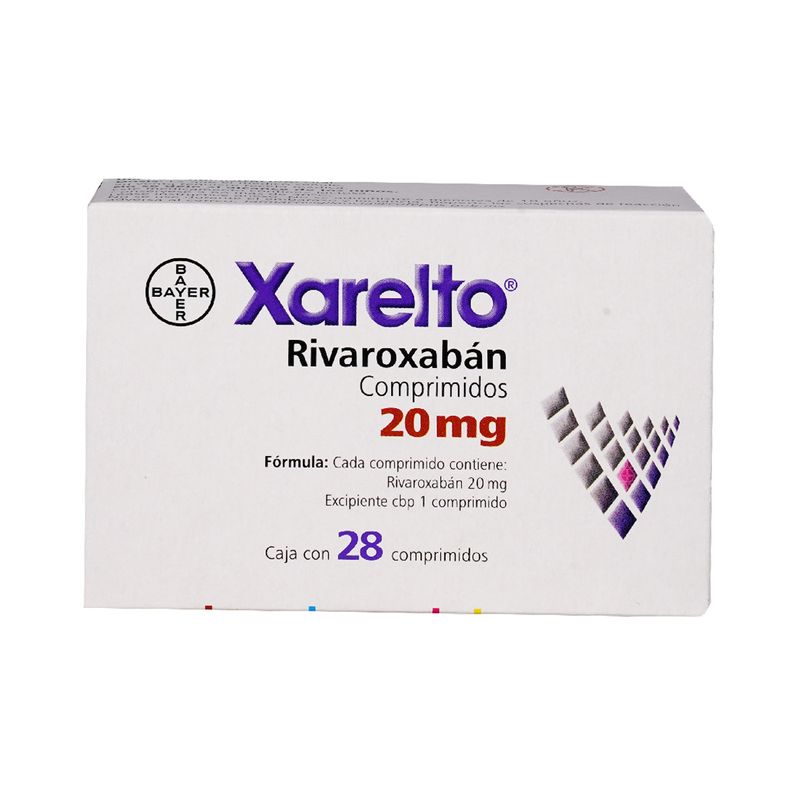 BAYER
BAYER
Xarelto®
Rivaroxabán
Comprimidos
20 mg
Fórmula: Cada comprimido contiene:
Rivaroxabán 20 mg
Excipiente cbp 1 comprimido
Caja con 28 comprimidos